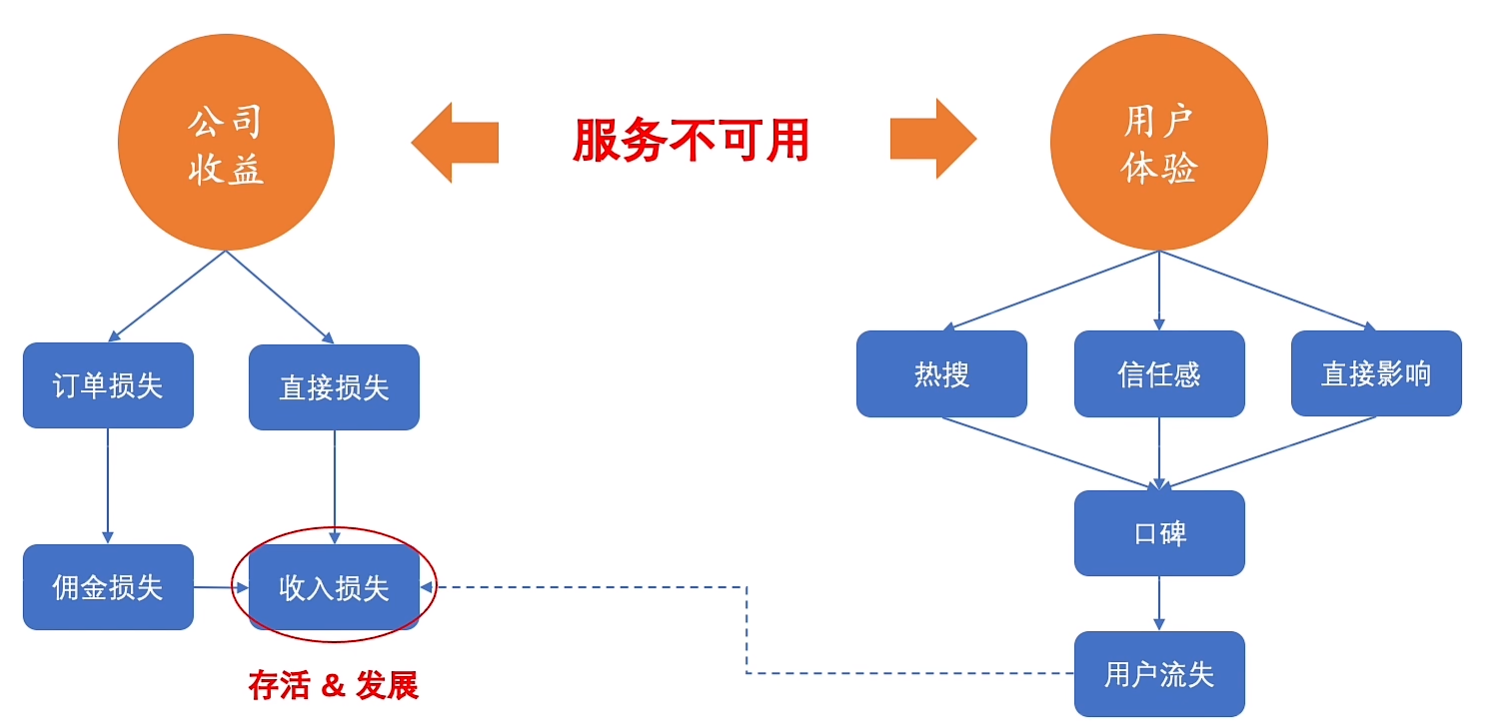 公司
收益
服务不可用
用户
体验
订单损失
直接损失
热搜
信任感
直接影响
口碑
佣金损失
收入损失
存活 & 发展
用户流失